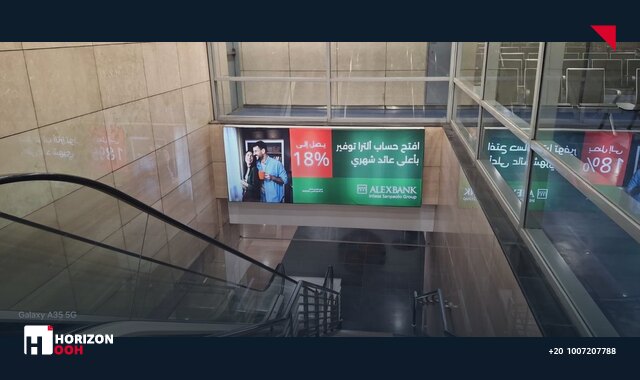 افتح حساب ألترا توفير
بأعلى عائد شهري
يصل إلى
18%
ALEXBANK
Intesa Sanpaolo Group
Galaxy A35 5G
HORIZON
OOH
+20 1007207788